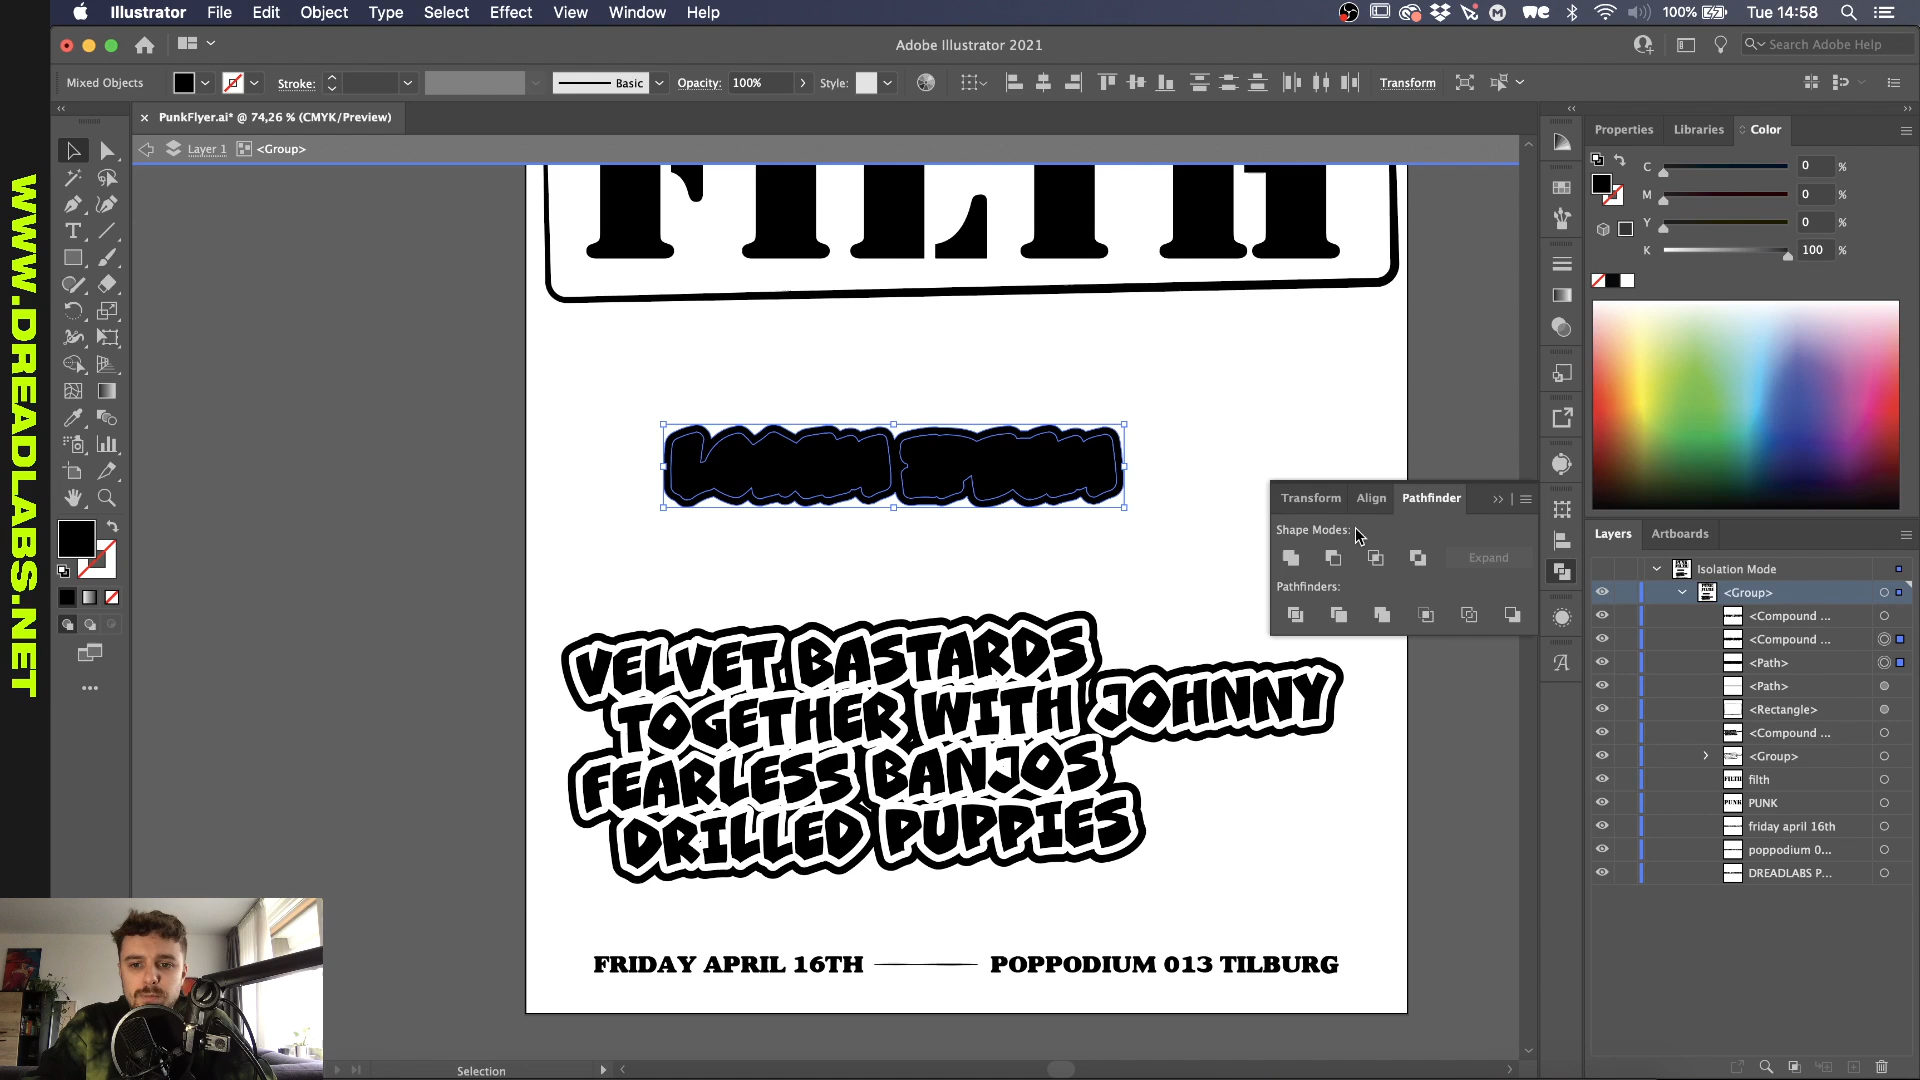 Illustrator File Edit Object Type Select Effect View Window Help
100% Tue 14:58
Adobe Illustrator 2021
Search Adobe Help
Mixed Objects Stroke: Basic Opacity: 100% Style: Transform
PunkFlyer.ai* @ 74,26 % (CMYK/Preview)
Layer 1 <Group>
Properties Libraries Color
C 0 %
M 0 %
Y 0 %
K 100 %
FILTH
WWW.DREADLABS.NET
Transform Align Pathfinder
Shape Modes:
Expand
Pathfinders:
Layers Artboards
Isolation Mode
<Group>
<Compound ...
<Compound ...
<Path>
<Path>
<Rectangle>
<Compound ...
<Group>
filth
PUNK
friday april 16th
poppodium 0...
DREADLABS P...
VELVET BASTARDS
TOGETHER WITH JOHNNY
FEARLESS BANJOS
DRILLED PUPPIES
FRIDAY APRIL 16TH POPPODIUM 013 TILBURG
Selection